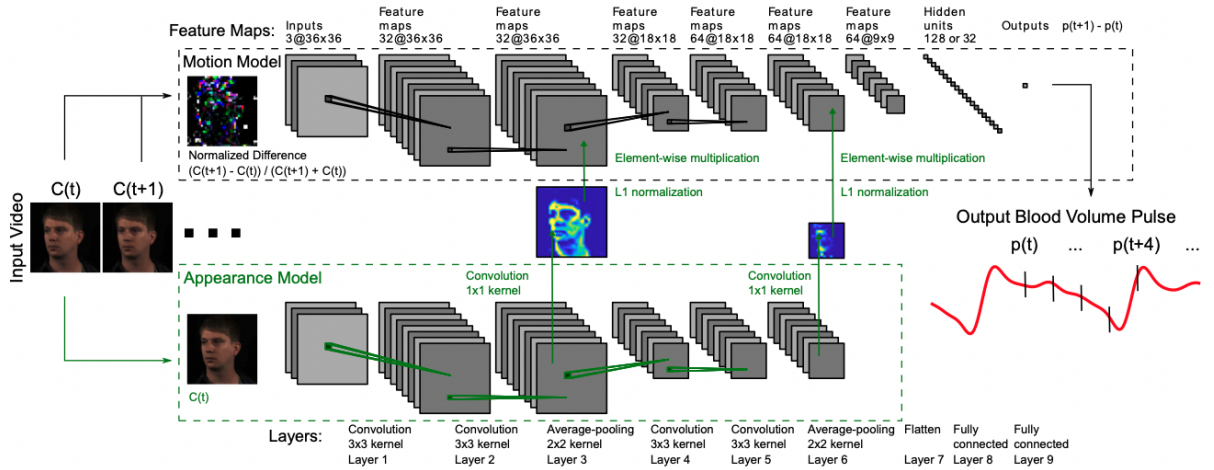 Feature Maps:
Inputs
3@36x36
Feature
maps
32@36x36
Feature
maps
32@36x36
Feature
maps
32@18x18
Feature
maps
64@18x18
Feature
maps
64@18x18
Feature
maps
64@9x9
Hidden
units
128 or 32
Outputs
p(t+1) - p(t)
Motion Model
Normalized Difference
(C(t+1) - C(t)) / (C(t+1) + C(t))
Element-wise multiplication
L1 normalization
Element-wise multiplication
L1 normalization
Input Video
C(t)
C(t+1)
Output Blood Volume Pulse
p(t)
...
p(t+4)
...
Appearance Model
C(t)
Convolution
1x1 kernel
Convolution
1x1 kernel
Layers:
Convolution
3x3 kernel
Layer 1
Convolution
3x3 kernel
Layer 2
Average-pooling
2x2 kernel
Layer 3
Convolution
3x3 kernel
Layer 4
Convolution
3x3 kernel
Layer 5
Average-pooling
2x2 kernel
Layer 6
Flatten
Layer 7
Fully
connected
Layer 8
Fully
connected
Layer 9